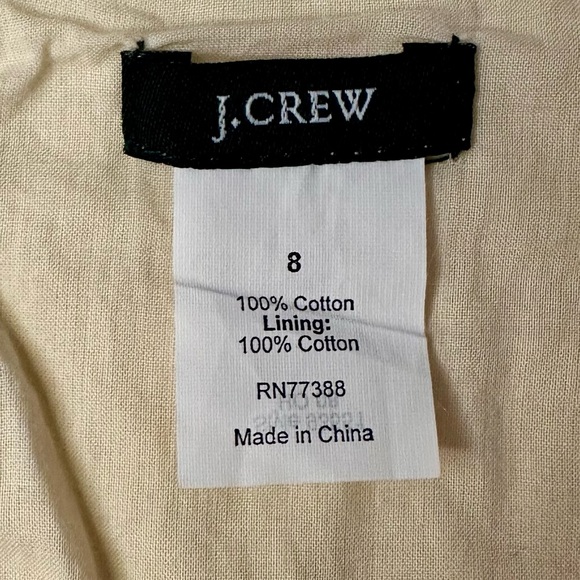 J.CREW
8
100% Cotton
Lining:
100% Cotton
RN77388
Made in China